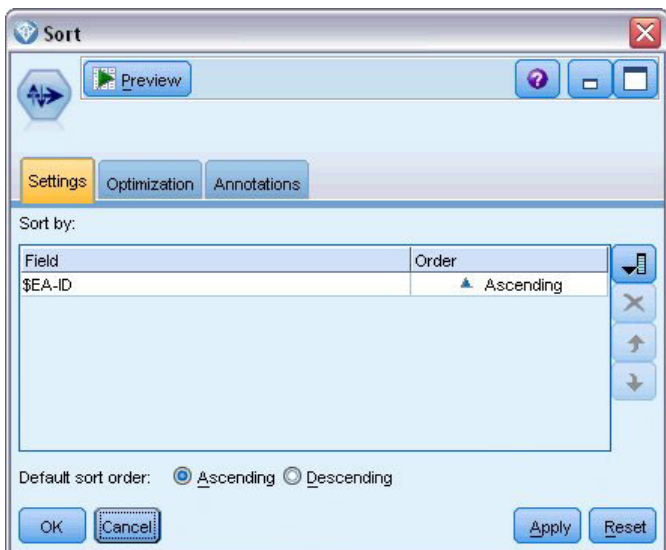 Sort
Preview
Settings Optimization Annotations
Sort by:
Field Order
$EA-ID Ascending
Default sort order: Ascending Descending
OK Cancel Apply Reset